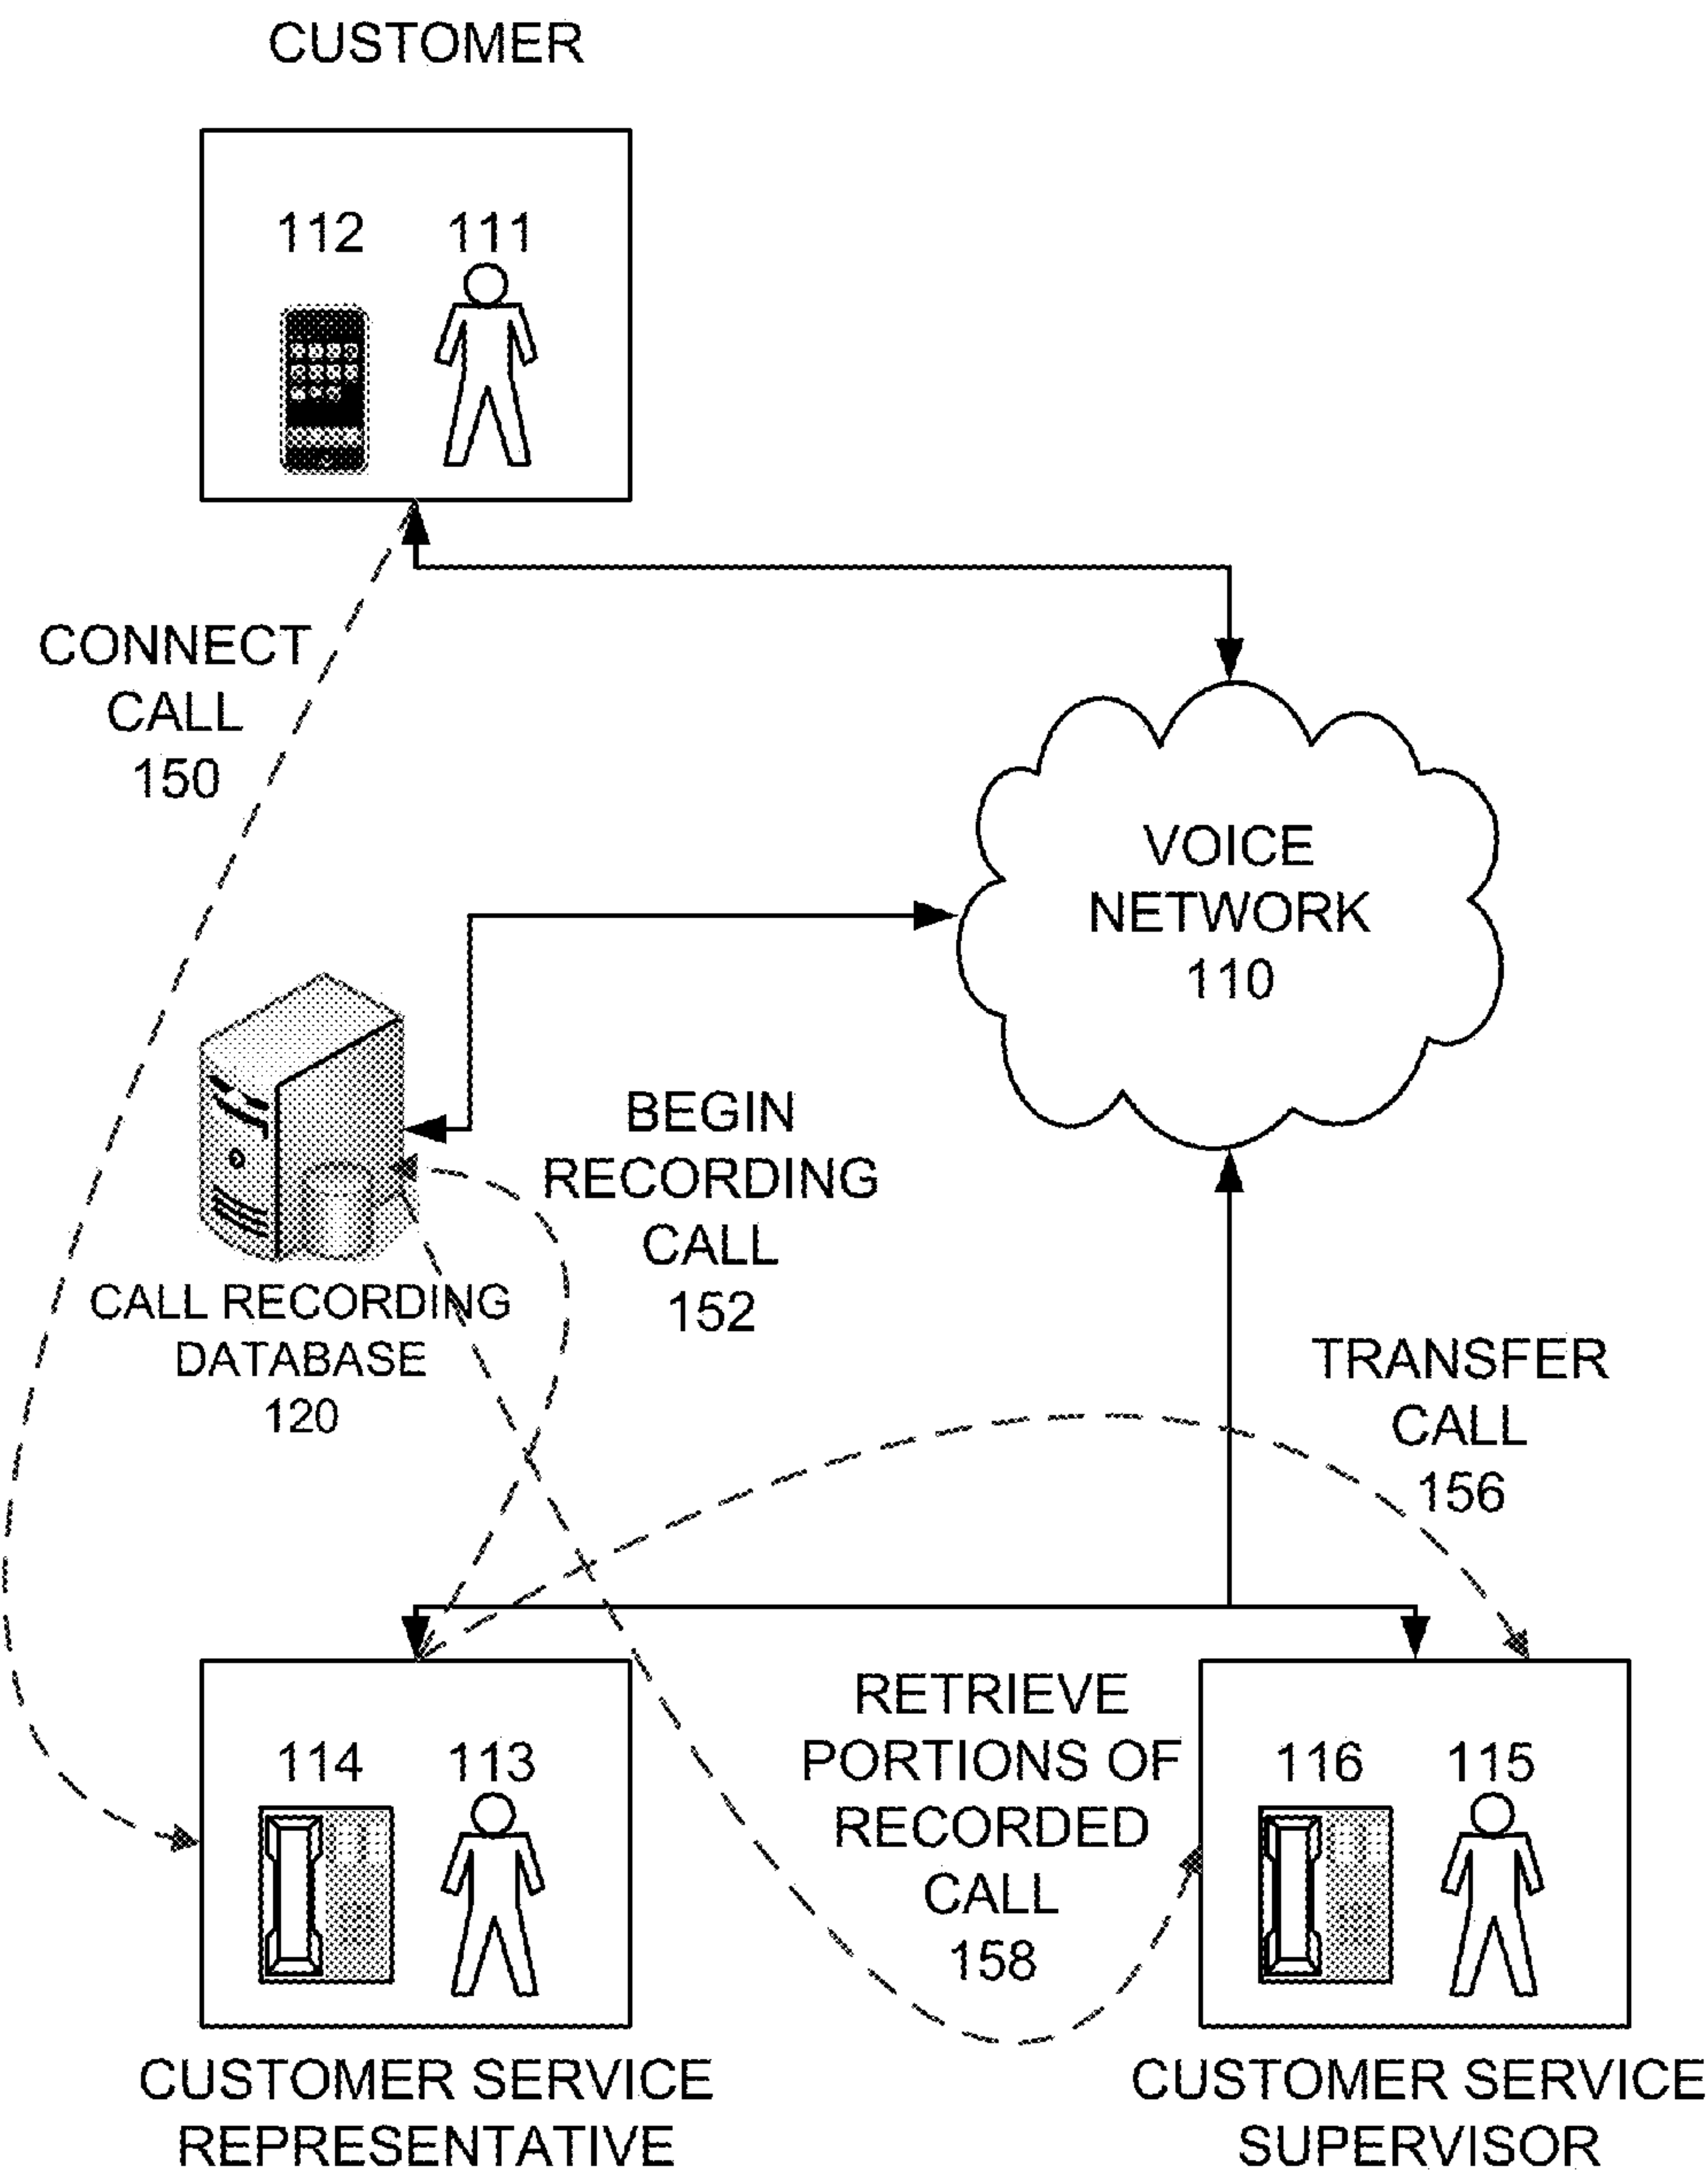 CUSTOMER
112
111
CONNECT
CALL
150
VOICE
NETWORK
110
BEGIN
RECORDING
CALL
152
CALL RECORDING
DATABASE
120
TRANSFER
CALL
156
RETRIEVE
PORTIONS OF
RECORDED
CALL
158
114
113
116
115
CUSTOMER SERVICE
REPRESENTATIVE
CUSTOMER SERVICE
SUPERVISOR